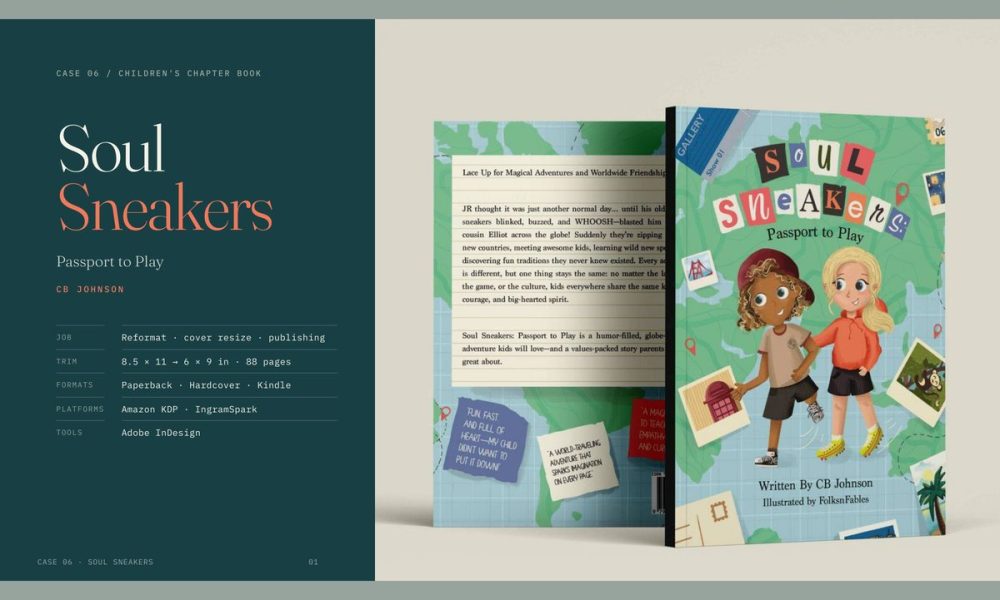 CASE 06 / CHILDREN'S CHAPTER BOOK
Soul
Sneakers
Passport to Play
CB JOHNSON
JOB Reformat · cover resize · publishing
TRIM 8.5 × 11 → 6 × 9 in · 88 pages
FORMATS Paperback · Hardcover · Kindle
PLATFORMS Amazon KDP · IngramSpark
TOOLS Adobe InDesign
CASE 06 · SOUL SNEAKERS
01
Lace Up for Magical Adventures and Worldwide Friendship
JR thought it was just another normal day... until his old
sneakers blinked, buzzed, and WHOOSH—blasted him
cousin Elliot across the globe! Suddenly they're zipping
new countries, meeting awesome kids, learning wild new
discovering fun traditions they never knew existed. Every
is different, but one thing stays the same: no matter the
the game, or the culture, kids everywhere share the same
courage, and big-hearted spirit.
Soul Sneakers: Passport to Play is a humor-filled, globe-
adventure kids will love—and a values-packed story parents
great about.
"FUN, FAST
AND FULL OF
HEART—MY CHILD
DIDN'T WANT TO
PUT IT DOWN!"
"A WORLD-TRAVELING
ADVENTURE THAT
SPARKS IMAGINATION
ON EVERY PAGE"
"A MAG
TO TEAC
EMPATH
AND CUR
GALLERY
Show 01
06
SOUL
SNEAKERS:
Passport to Play
Written By CB Johnson
Illustrated by FolksnFables